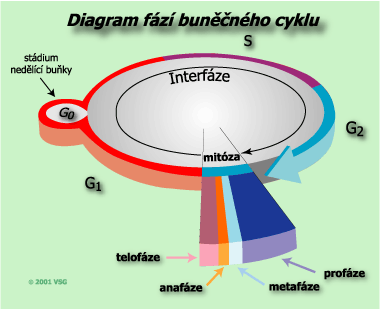 Diagram fází buněčného cyklu
S
stádium
nedělící buňky
Interfáze
G0
G2
mitóza
G1
telofáze
profáze
anafáze
metafáze
© 2001 VSG